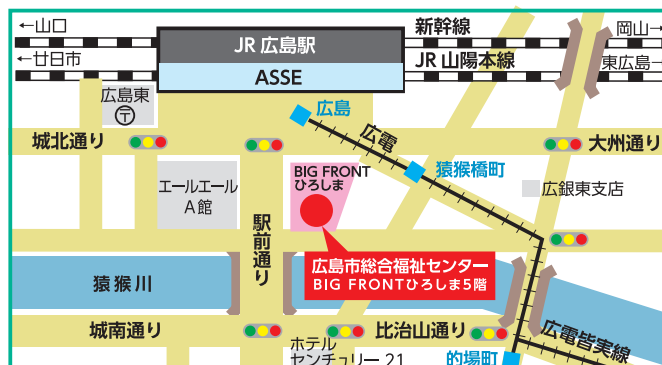 ←山口
新幹線
岡山→
JR 広島駅
←廿日市
JR 山陽本線
東広島→
ASSE
広島東
〒
広島
広電
城北通り
大州通り
猿猴橋町
BIG FRONT
ひろしま
エールエール
A館
広銀東支店
駅前通り
広島市総合福祉センター
BIG FRONTひろしま5階
猿猴川
城南通り
比治山通り
広電皆実線
ホテル
センチュリー 21
的場町